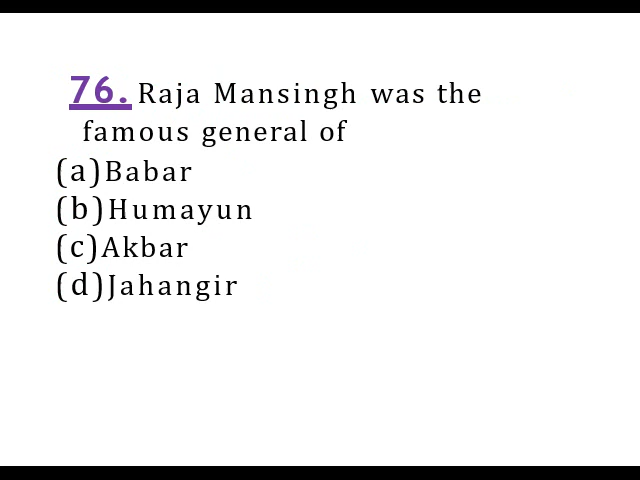 76. Raja Mansingh was the
famous general of
(a)Babar
(b)Humayun
(c)Akbar
(d)Jahangir